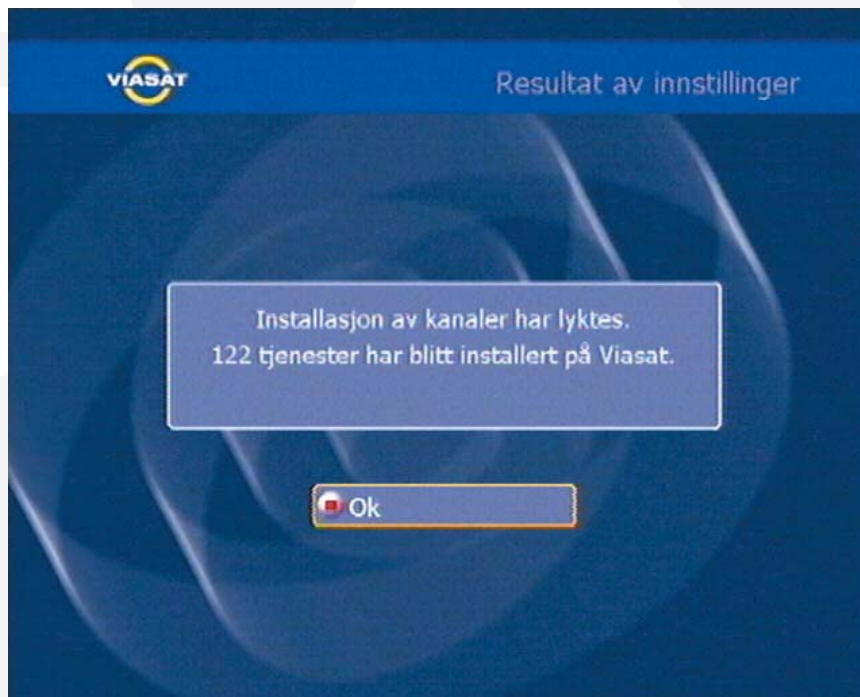 VIASAT
Resultat av innstillinger
Installasjon av kanaler har lyktes.
122 tjenester har blitt installert på Viasat.
Ok